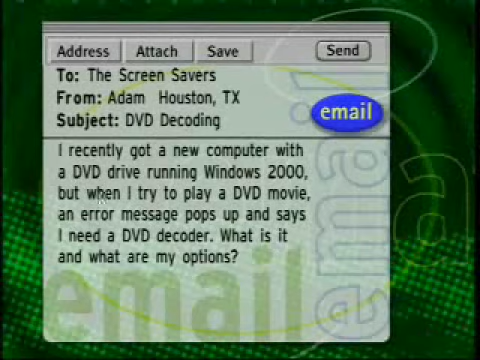 Address Attach Save Send
To: The Screen Savers
From: Adam Houston, TX
Subject: DVD Decoding
email
I recently got a new computer with
a DVD drive running Windows 2000,
but when I try to play a DVD movie,
an error message pops up and says
I need a DVD decoder. What is it
and what are my options?
email
email
a